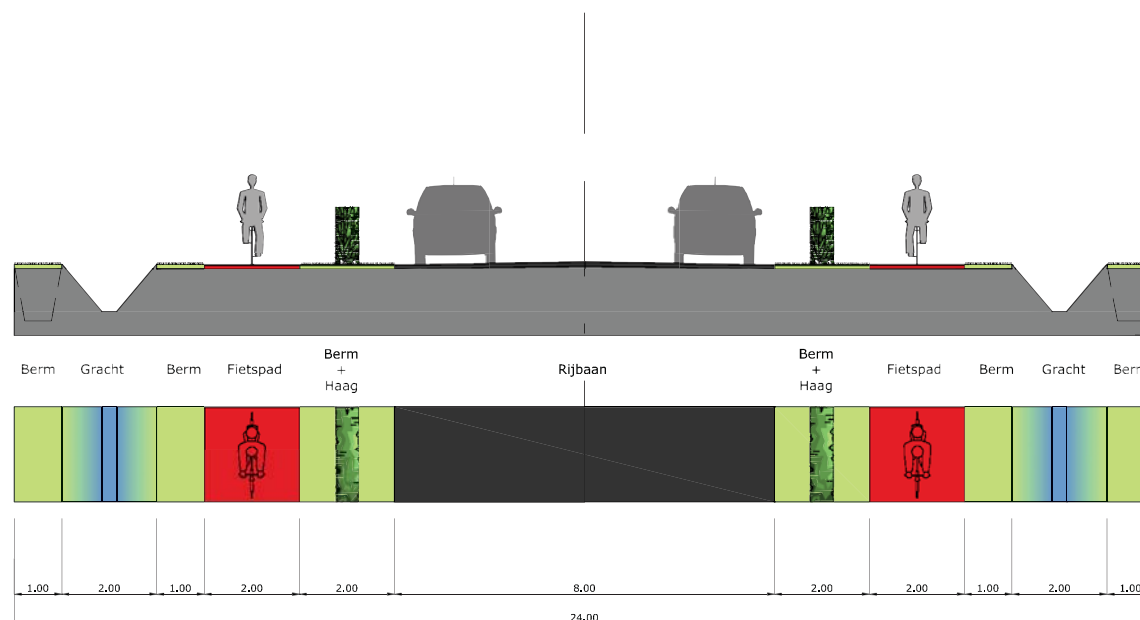 Berm Gracht Berm Fietspad Berm + Haag Rijbaan Berm + Haag Fietspad Berm Gracht Berm
1.00 2.00 1.00 2.00 2.00 8.00 2.00 2.00 1.00 2.00 1.00
24.00